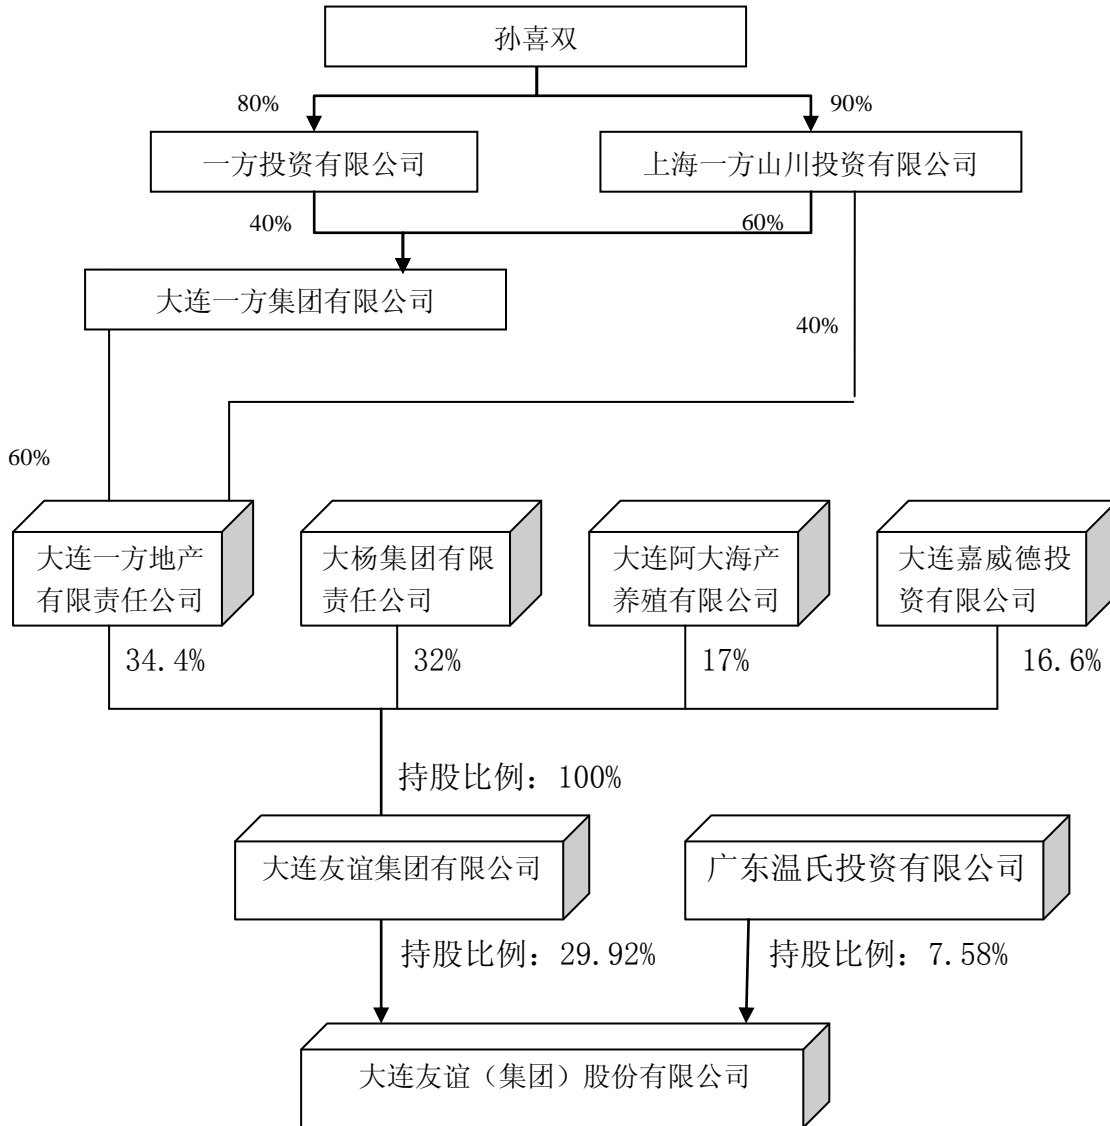 孙喜双
80%
90%
一方投资有限公司
上海一方山川投资有限公司
40%
60%
大连一方集团有限公司
40%
60%
大连一方地产
有限责任公司
大杨集团有限
责任公司
大连阿大海产
养殖有限公司
大连嘉威德投
资有限公司
34.4%
32%
17%
16.6%
持股比例：100%
大连友谊集团有限公司
广东温氏投资有限公司
持股比例：29.92%
持股比例：7.58%
大连友谊（集团）股份有限公司